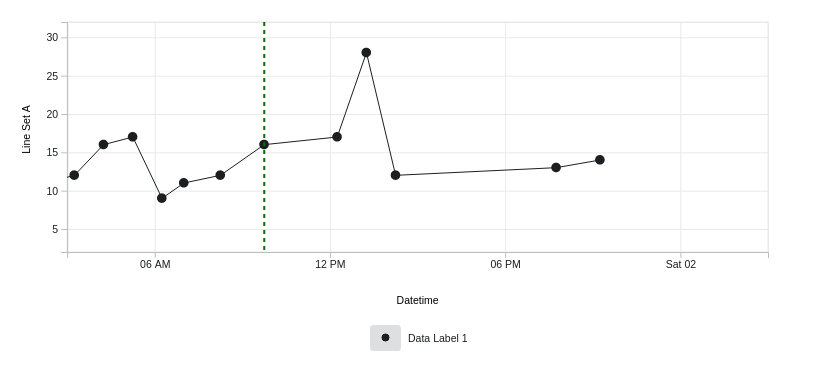 30
25
20
15
10
5
Line Set A
06 AM
12 PM
06 PM
Sat 02
Datetime
Data Label 1